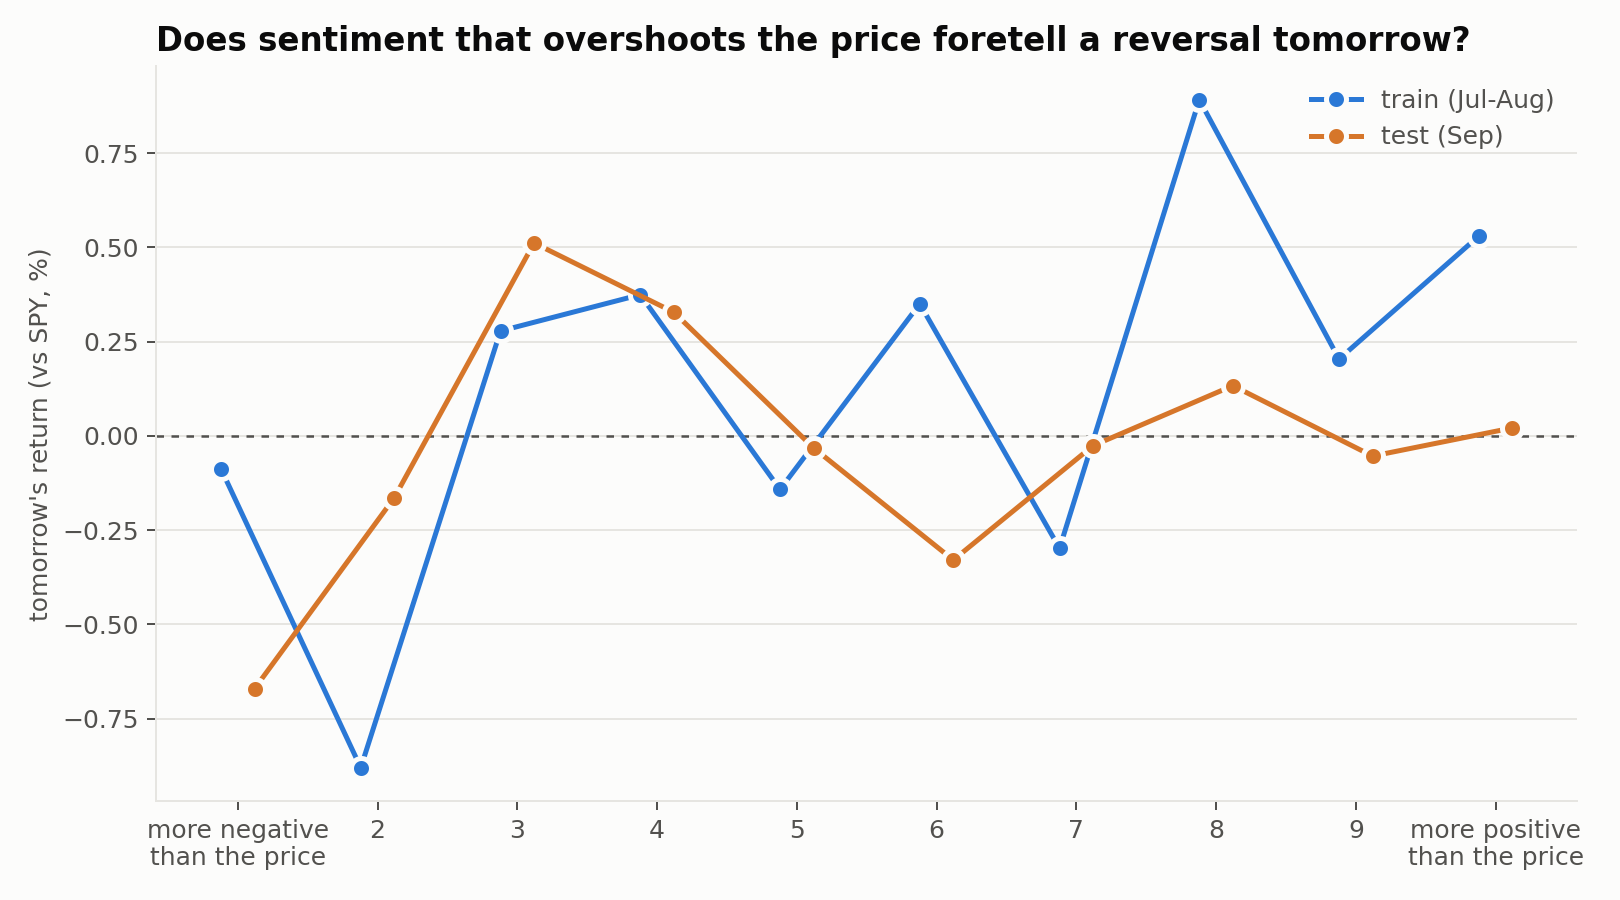 Does sentiment that overshoots the price foretell a reversal tomorrow?
train (Jul-Aug)
test (Sep)
tomorrow's return (vs SPY, %)
0.75
0.50
0.25
0.00
−0.25
−0.50
−0.75
more negative
than the price
2
3
4
5
6
7
8
9
more positive
than the price